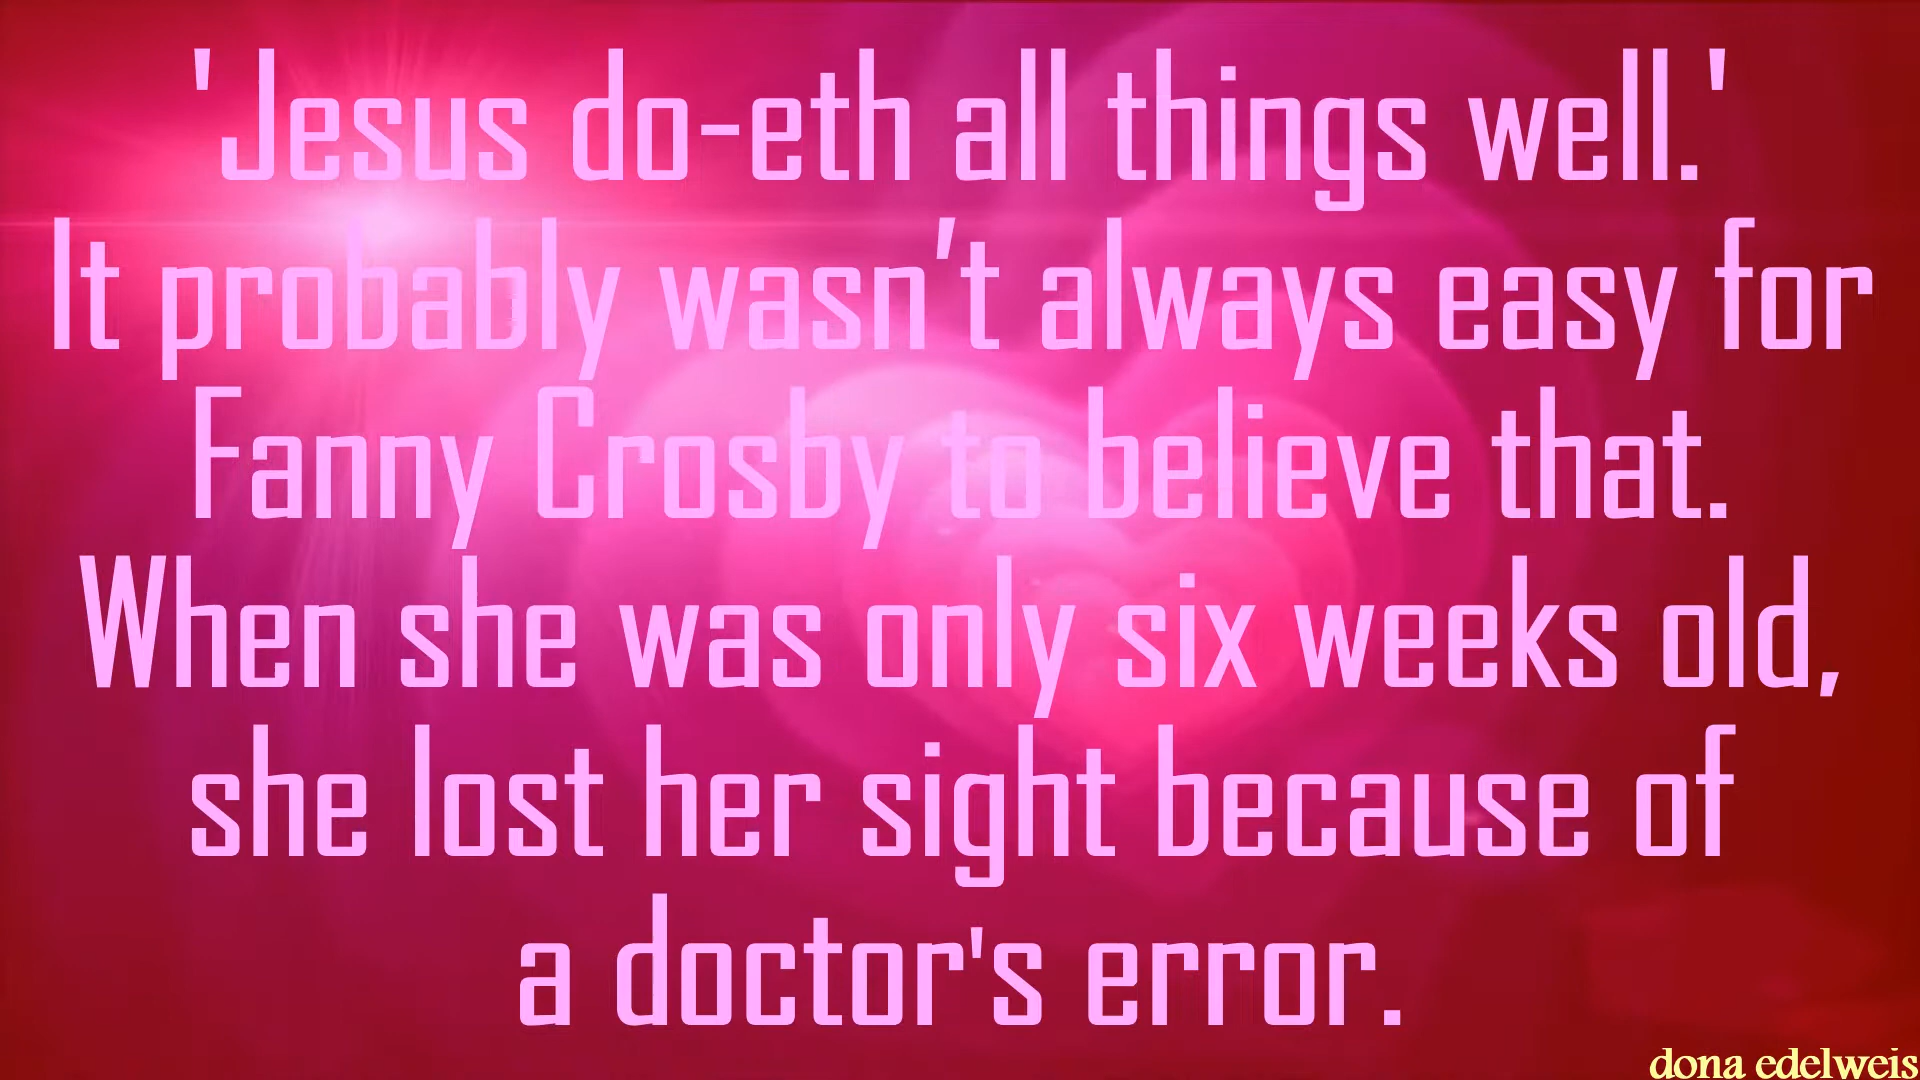 'Jesus do-eth all things well.'
It probably wasn’t always easy for
Fanny Crosby to believe that.
When she was only six weeks old,
she lost her sight because of
a doctor's error.
dona edelweis